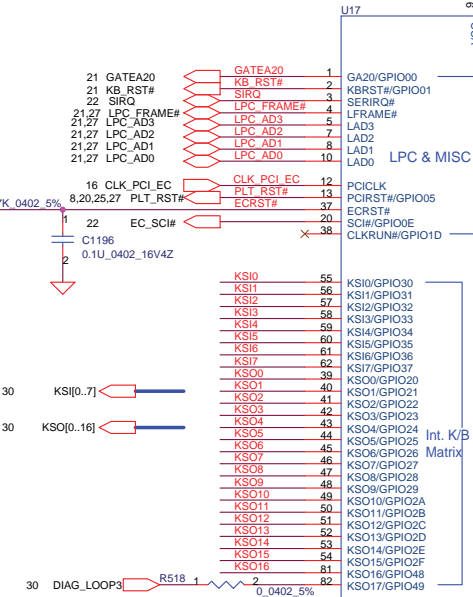 U17
9
GATEA20 1 GA20/GPIO00
21 GATEA20
KB_RST# 2 KBRST#/GPIO01
21 KB_RST#
SIRQ 3 SERIRQ#
22 SIRQ
LPC_FRAME# 4 LFRAME#
21,27 LPC_FRAME#
LPC_AD3 5 LAD3
21,27 LPC_AD3
LPC_AD2 7 LAD2
21,27 LPC_AD2
LPC_AD1 8 LAD1
21,27 LPC_AD1
LPC_AD0 10 LAD0
21,27 LPC_AD0
LPC & MISC
CLK_PCI_EC 12 PCICLK
16 CLK_PCI_EC
PLT_RST# 13 PCIRST#/GPIO05
8,20,25,27 PLT_RST#
ECRST# 37 ECRST#
7K_0402_5%
20 SCI#/GPIO0E
22 EC_SCI#
38 CLKRUN#/GPIO1D
1
C1196
0.1U_0402_16V4Z
2
KSI0 55 KSI0/GPIO30
KSI1 56 KSI1/GPIO31
KSI2 57 KSI2/GPIO32
KSI3 58 KSI3/GPIO33
KSI4 59 KSI4/GPIO34
KSI5 60 KSI5/GPIO35
KSI6 61 KSI6/GPIO36
KSI7 62 KSI7/GPIO37
KSO0 39 KSO0/GPIO20
KSO1 40 KSO1/GPIO21
30 KSI[0..7]
KSO2 41 KSO2/GPIO22
KSO3 42 KSO3/GPIO23
KSO4 43 KSO4/GPIO24
30 KSO[0..16]
KSO5 44 KSO5/GPIO25
KSO6 45 KSO6/GPIO26
KSO7 46 KSO7/GPIO27
Int. K/B
Matrix
KSO8 47 KSO8/GPIO28
KSO9 48 KSO9/GPIO29
KSO10 49 KSO10/GPIO2A
KSO11 50 KSO11/GPIO2B
KSO12 51 KSO12/GPIO2C
KSO13 52 KSO13/GPIO2D
KSO14 53 KSO14/GPIO2E
KSO15 54 KSO15/GPIO2F
KSO16 81 KSO16/GPIO48
30 DIAG_LOOP3 R518 1 2 82 KSO17/GPIO49
0_0402_5%